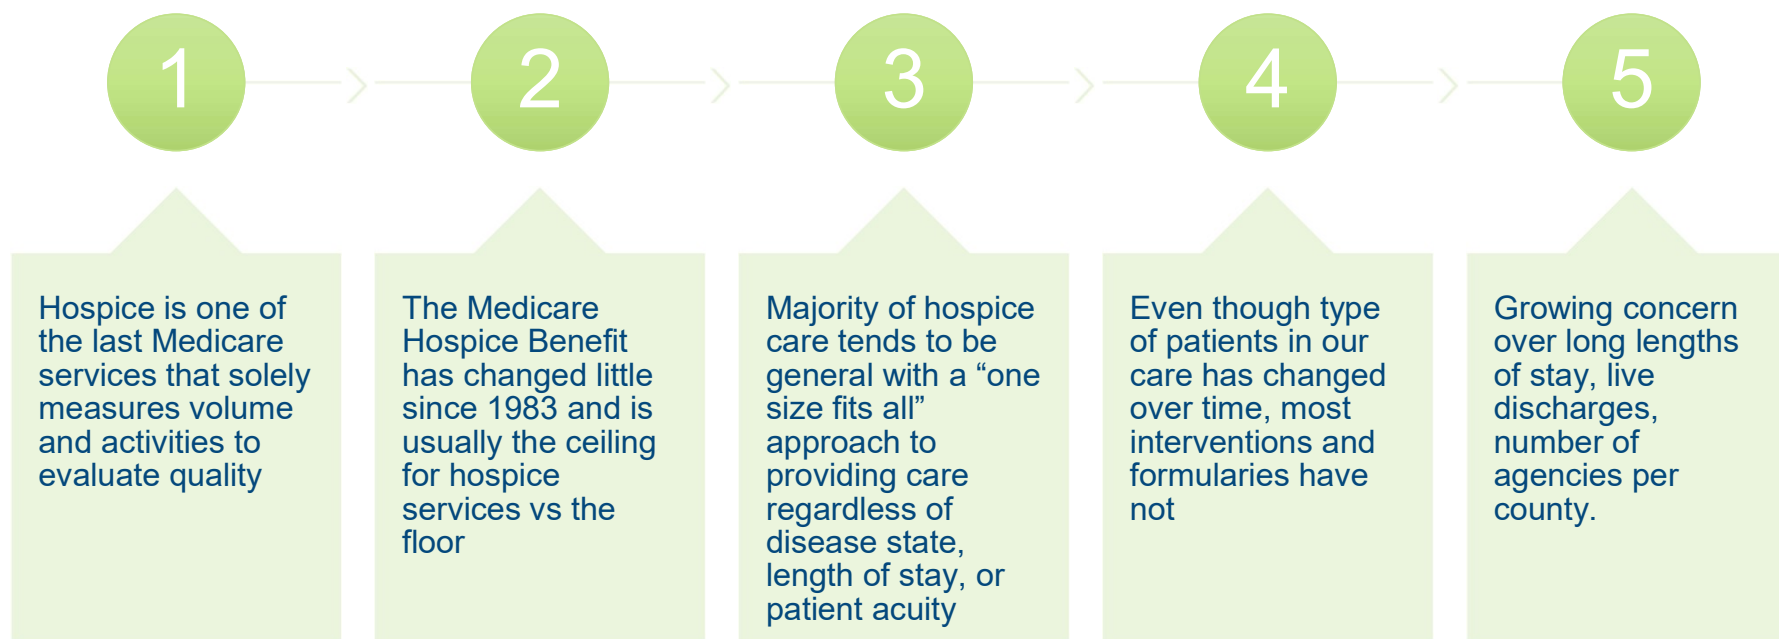 1
2
3
4
5
Hospice is one of
the last Medicare
services that solely
measures volume
and activities to
evaluate quality
The Medicare
Hospice Benefit
has changed little
since 1983 and is
usually the ceiling
for hospice
services vs the
floor
Majority of hospice
care tends to be
general with a “one
size fits all”
approach to
providing care
regardless of
disease state,
length of stay, or
patient acuity
Even though type
of patients in our
care has changed
over time, most
interventions and
formularies have
not
Growing concern
over long lengths
of stay, live
discharges,
number of
agencies per
county.